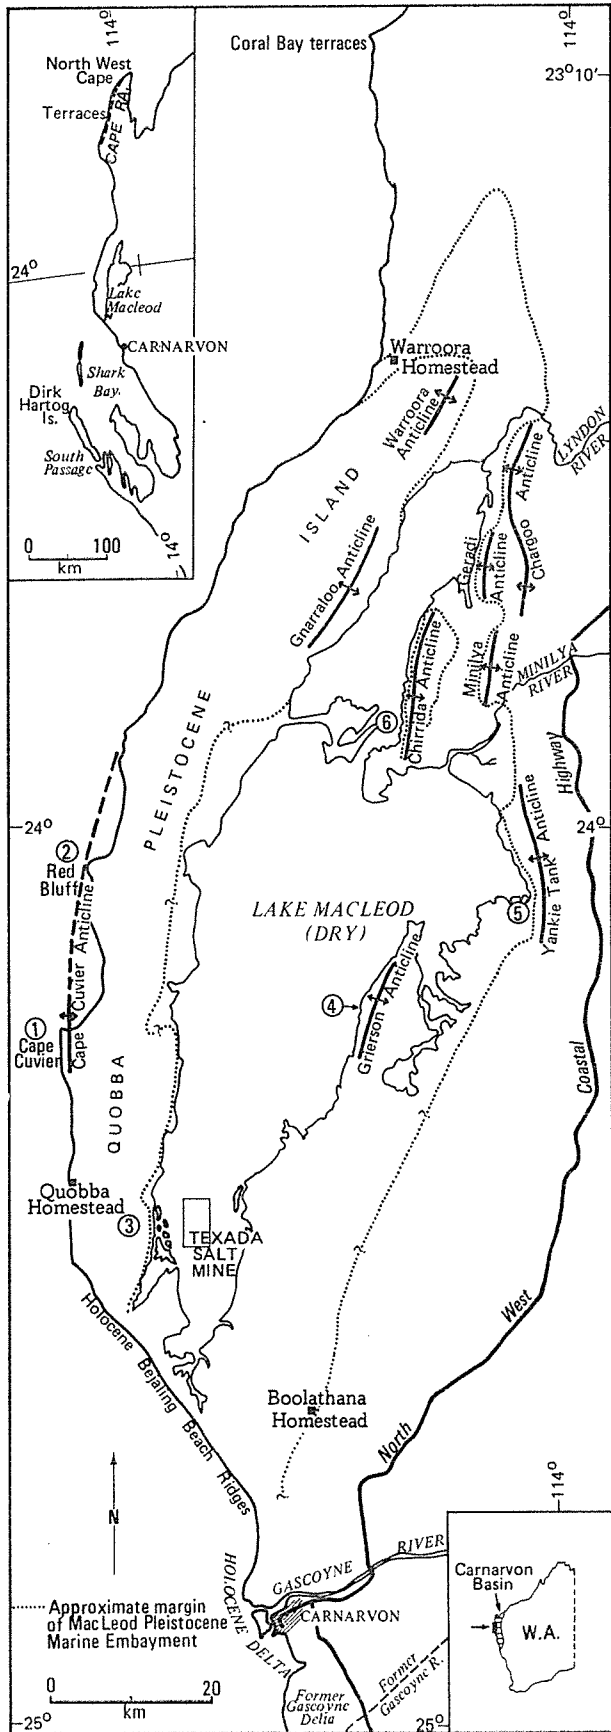 114°
North West
Cape
Terraces
CAPE RA.
24°
Lake
Macleod
CARNARVON
Shark
Bay.
Dirk
Hartog
Is.
South
Passage
0 100
km
114°
Coral Bay terraces
114°
23°10'
Warroora
Homestead
Warroora
Anticline
LYNDON
RIVER
ISLAND
Gnarraloo Anticline
Geradi
Anticline
Anticline
Chargoo
Chirrida Anticline
Minilya
Anticline
MINILYA
RIVER
Highway
6
PLEISTOCENE
24°
24°
2
Red
Bluff
Cape Cuvier Anticline
LAKE MACLEOD
(DRY)
5
Yankie Tank Anticline
4
Grierson Anticline
1
Cape
Cuvier
QUOBBA
Coastal
Quobba
Homestead
3
TEXADA
SALT
MINE
West
Holocene Bejaling Beach Ridges
Boolathana
Homestead
North
N
GASCOYNE RIVER
HOLOCENE DELTA
CARNARVON
Approximate margin
of MacLeod Pleistocene
Marine Embayment
0 20
km
Former
Gascoyne
Delta
Former
Gascoyne R.
114°
Carnarvon
Basin
W.A.
25°
25°